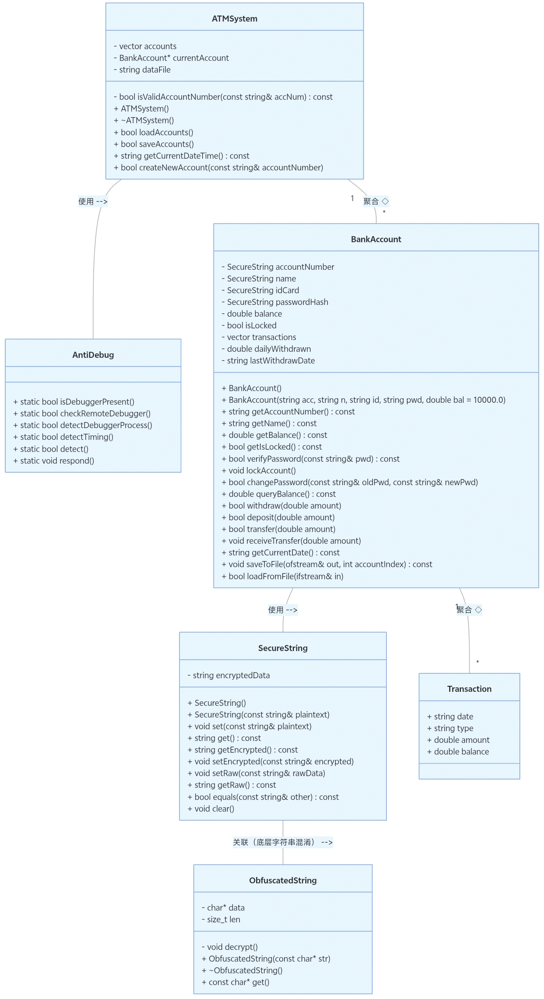 ATMSystem
- vector accounts
- BankAccount* currentAccount
- string dataFile
- bool isValidAccountNumber(const string& accNum) : const
+ ATMSystem()
+ ~ATMSystem()
+ bool loadAccounts()
+ bool saveAccounts()
+ string getCurrentDateTime() : const
+ bool createNewAccount(const string& accountNumber)
使用 -->
1
聚合 ◇
*
BankAccount
- SecureString accountNumber
- SecureString name
- SecureString idCard
- SecureString passwordHash
- double balance
- bool isLocked
- vector transactions
- double dailyWithdrawn
- string lastWithdrawDate
+ BankAccount()
+ BankAccount(string acc, string n, string id, string pwd, double bal = 10000.0)
+ string getAccountNumber() : const
+ string getName() : const
+ double getBalance() : const
+ bool getIsLocked() : const
+ bool verifyPassword(const string& pwd) : const
+ void lockAccount()
+ bool changePassword(const string& oldPwd, const string& newPwd)
+ double queryBalance() : const
+ bool withdraw(double amount)
+ bool deposit(double amount)
+ bool transfer(double amount)
+ void receiveTransfer(double amount)
+ string getCurrentDate() : const
+ void saveToFile(ofstream& out, int accountIndex) : const
+ bool loadFromFile(ifstream& in)
AntiDebug
+ static bool isDebuggerPresent()
+ static bool checkRemoteDebugger()
+ static bool detectDebuggerProcess()
+ static bool detectTiming()
+ static bool detect()
+ static void respond()
使用 -->
1
聚合 ◇
*
SecureString
- string encryptedData
+ SecureString()
+ SecureString(const string& plaintext)
+ void set(const string& plaintext)
+ string get() : const
+ string getEncrypted() : const
+ void setEncrypted(const string& encrypted)
+ void setRaw(const string& rawData)
+ string getRaw() : const
+ bool equals(const string& other) : const
+ void clear()
Transaction
+ string date
+ string type
+ double amount
+ double balance
关联（底层字符串混淆） -->
ObfuscatedString
- char* data
- size_t len
- void decrypt()
+ ObfuscatedString(const char* str)
+ ~ObfuscatedString()
+ const char* get()